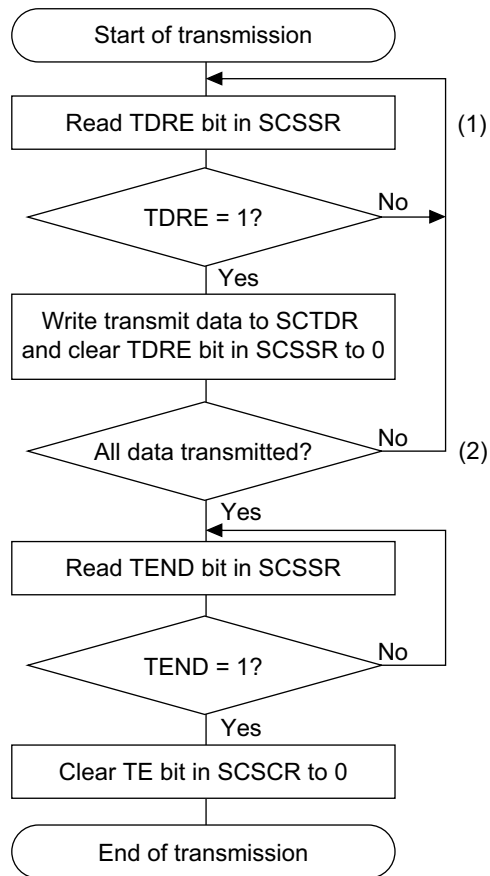 Start of transmission
Read TDRE bit in SCSSR
(1)
TDRE = 1?
No
Yes
Write transmit data to SCTDR
and clear TDRE bit in SCSSR to 0
All data transmitted?
No
(2)
Yes
Read TEND bit in SCSSR
TEND = 1?
No
Yes
Clear TE bit in SCSCR to 0
End of transmission